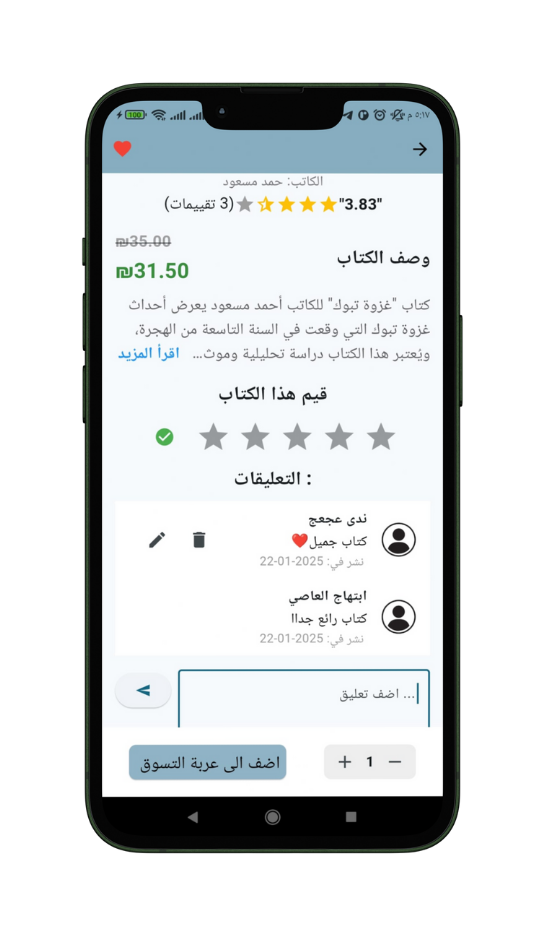 ٥:١٧ م
100
الكاتب: حمد مسعود
"3.83" (3 تقييمات)
وصف الكتاب
₪35.00
₪31.50
كتاب "غزوة تبوك" للكاتب أحمد مسعود يعرض أحداث
غزوة تبوك التي وقعت في السنة التاسعة من الهجرة،
ويُعتبر هذا الكتاب دراسة تحليلية وموث... اقرأ المزيد
قيم هذا الكتاب
التعليقات :
ندى عجعج
كتاب جميل❤️
نشر في: 2025-01-22
ابتهاج العاصي
كتاب رائع جداا
نشر في: 2025-01-22
اضف تعليق ...
− 1 +
اضف الى عربة التسوق